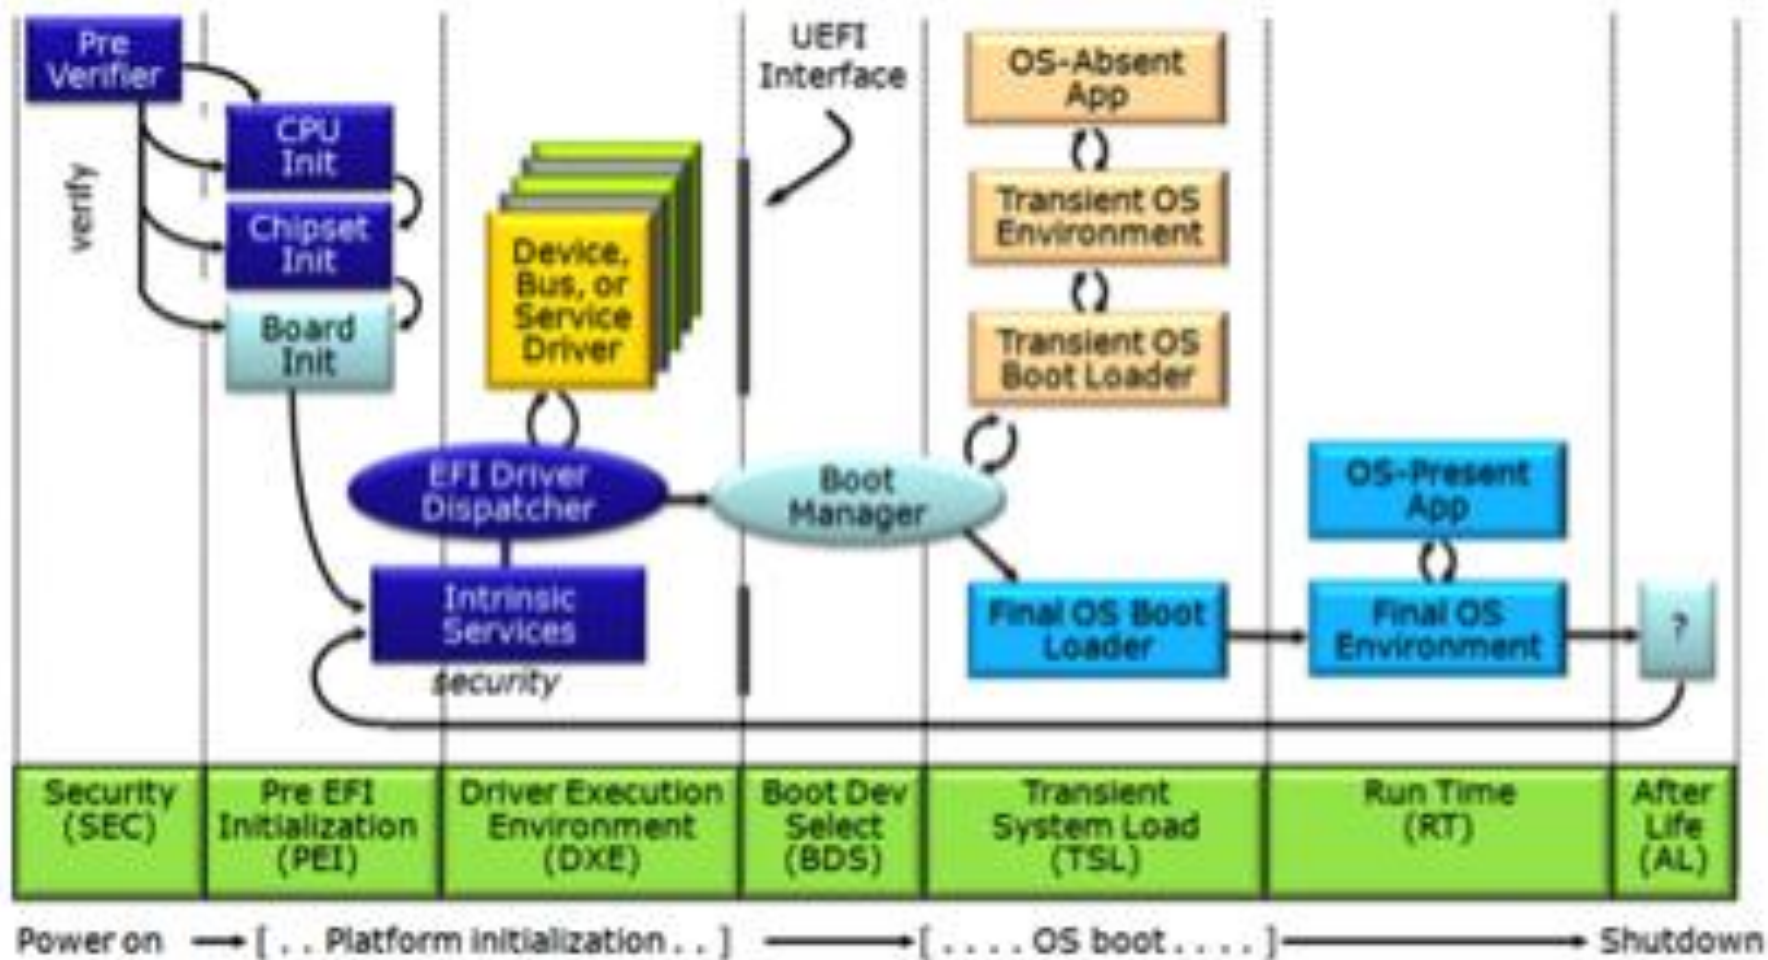 Pre
Verifier
verify
CPU
Init
Chipset
Init
Board
Init
Device,
Bus, or
Service
Driver
EFI Driver
Dispatcher
Intrinsic
Services
security
UEFI
Interface
Boot
Manager
OS-Absent
App
Transient OS
Environment
Transient OS
Boot Loader
Final OS Boot
Loader
OS-Present
App
Final OS
Environment
?
Security
(SEC)
Pre EFI
Initialization
(PEI)
Driver Execution
Environment
(DXE)
Boot Dev
Select
(BDS)
Transient
System Load
(TSL)
Run Time
(RT)
After
Life
(AL)
Power on [ . . Platform initialization . . ] [ . . . . OS boot . . . . ] Shutdown